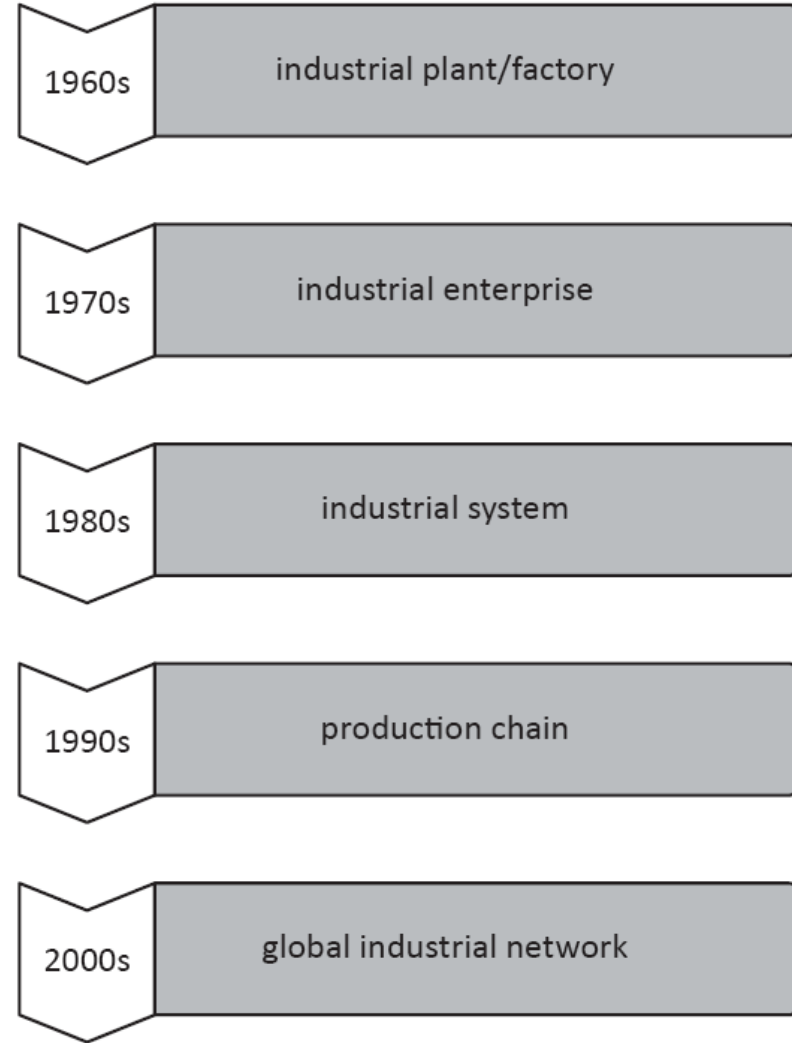 1960s
industrial plant/factory
1970s
industrial enterprise
1980s
industrial system
1990s
production chain
2000s
global industrial network